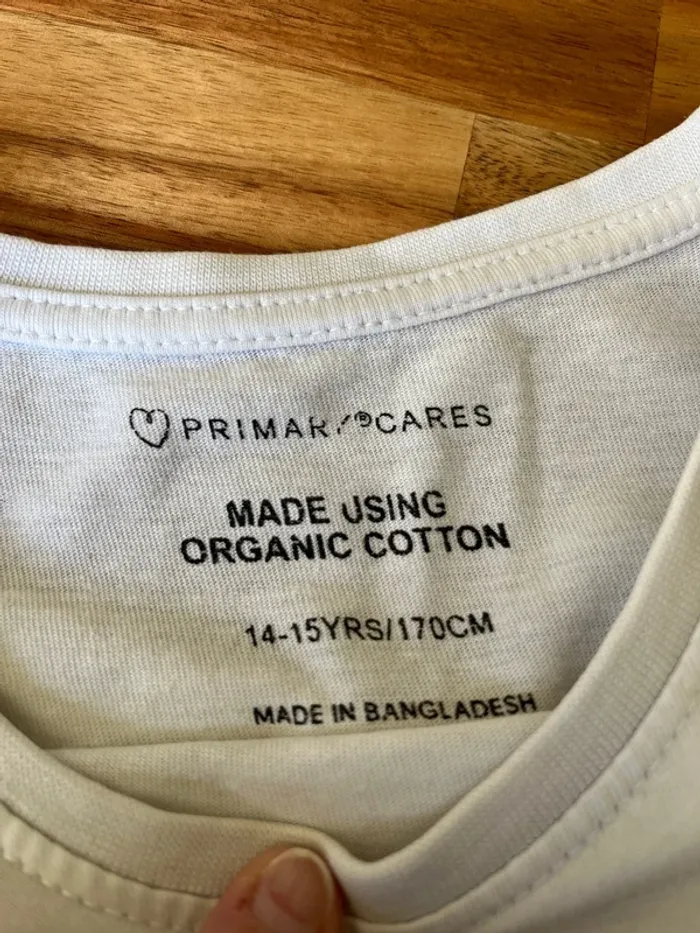 PRIMARK® CARES
MADE USING
ORGANIC COTTON
14-15YRS/170CM
MADE IN BANGLADESH